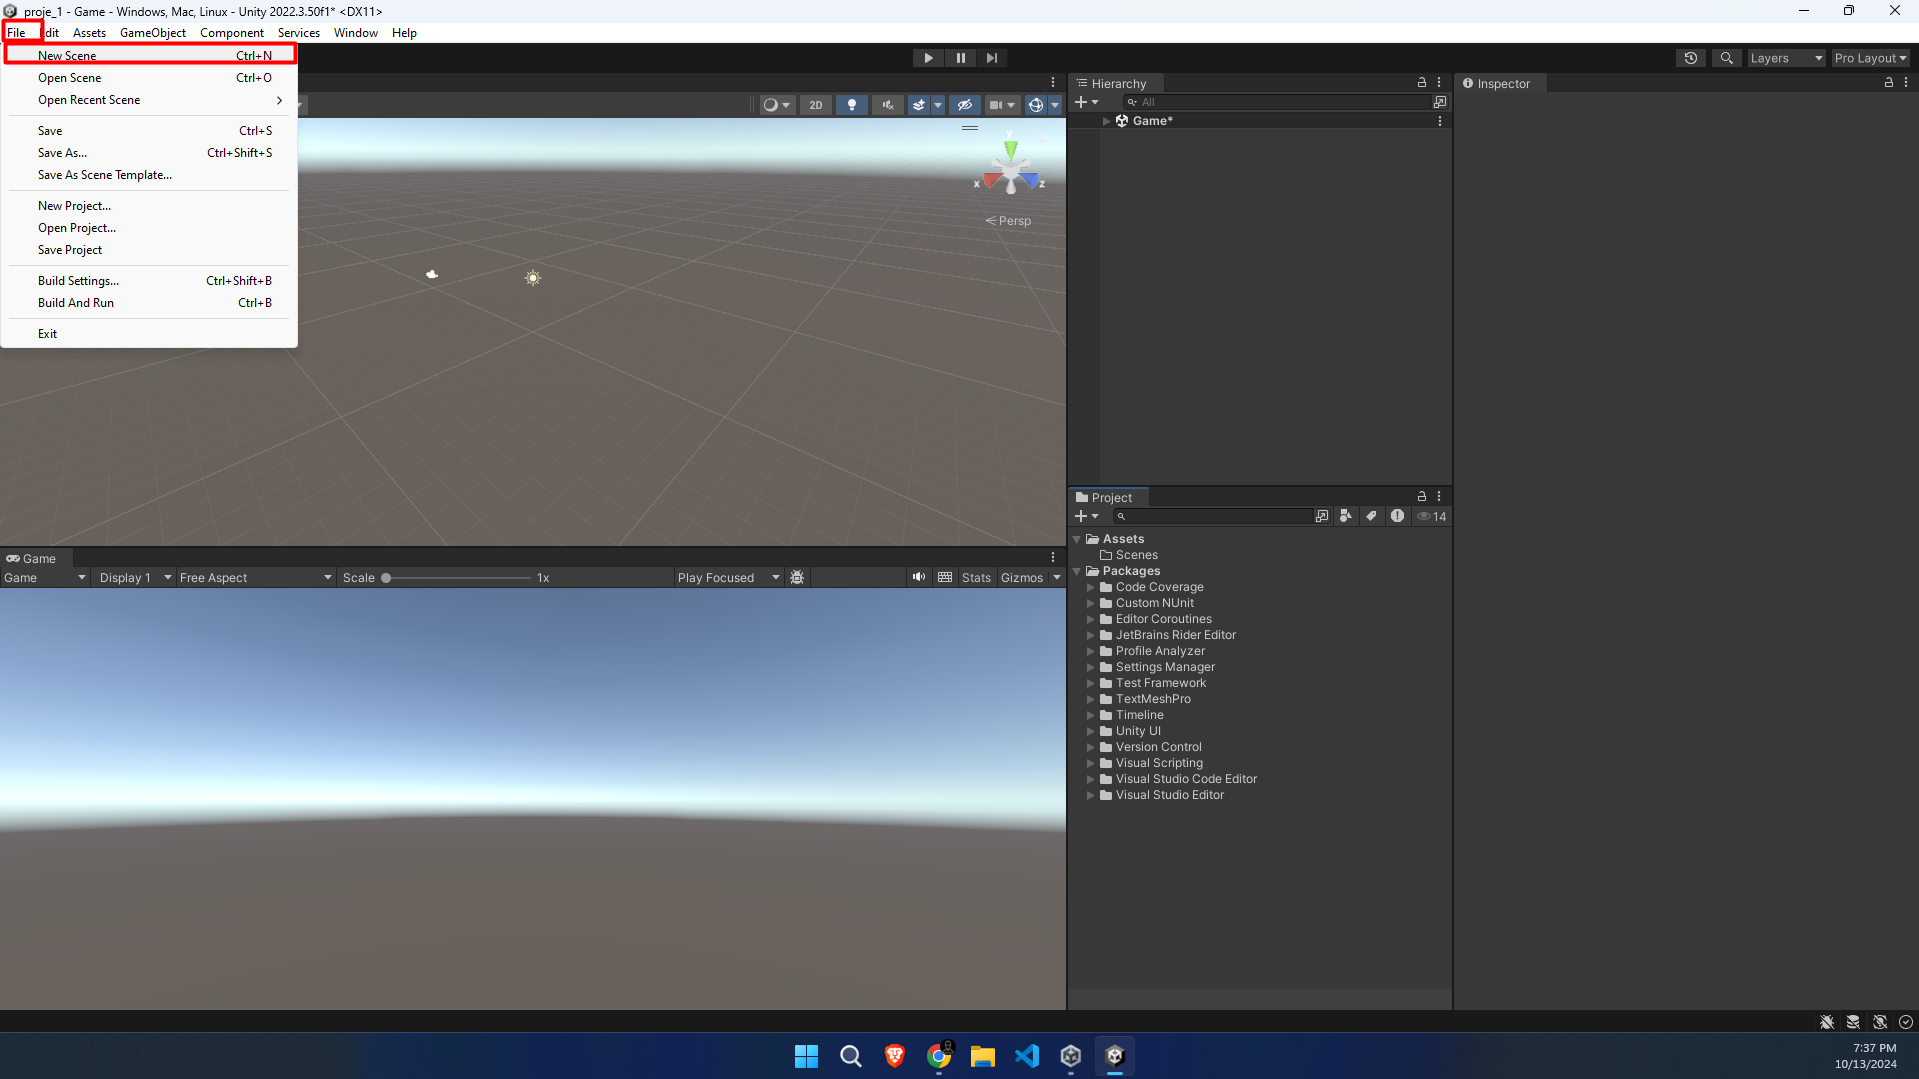 proje_1 - Game - Windows, Mac, Linux - Unity 2022.3.50f1* <DX11>
File Edit Assets GameObject Component Services Window Help
New Scene Ctrl+N
Open Scene Ctrl+O
Open Recent Scene
Save Ctrl+S
Save As... Ctrl+Shift+S
Save As Scene Template...
New Project...
Open Project...
Save Project
Build Settings... Ctrl+Shift+B
Build And Run Ctrl+B
Exit
Layers Pro Layout
2D
y
x z
Persp
Hierarchy
All
Game*
Inspector
Project
14
Assets
Scenes
Packages
Code Coverage
Custom NUnit
Editor Coroutines
JetBrains Rider Editor
Profile Analyzer
Settings Manager
Test Framework
TextMeshPro
Timeline
Unity UI
Version Control
Visual Scripting
Visual Studio Code Editor
Visual Studio Editor
Game
Game Display 1 Free Aspect Scale 1x Play Focused Stats Gizmos
7:37 PM
10/13/2024